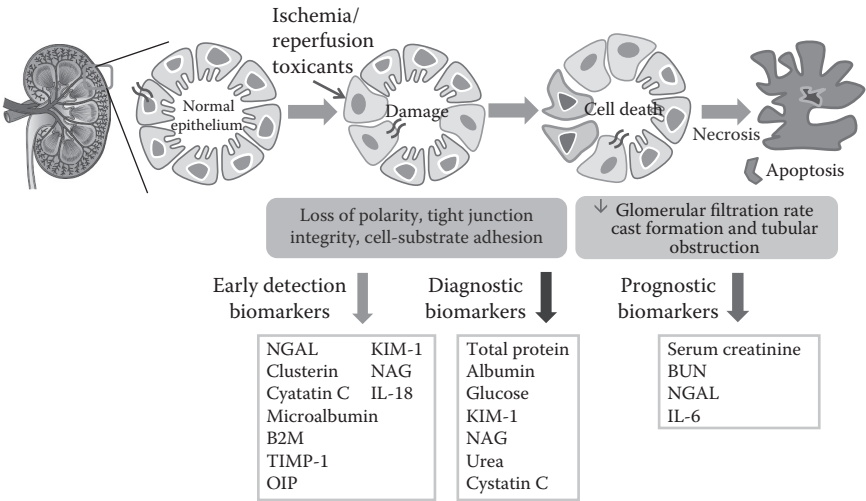 Ischemia/
reperfusion
toxicants
Normal
epithelium
Damage
Cell death
Necrosis
Apoptosis
Loss of polarity, tight junction
integrity, cell-substrate adhesion
↓ Glomerular filtration rate
cast formation and tubular
obstruction
Early detection
biomarkers
NGAL KIM-1
Clusterin NAG
Cyatatin C IL-18
Microalbumin
B2M
TIMP-1
OIP
Diagnostic
biomarkers
Total protein
Albumin
Glucose
KIM-1
NAG
Urea
Cystatin C
Prognostic
biomarkers
Serum creatinine
BUN
NGAL
IL-6